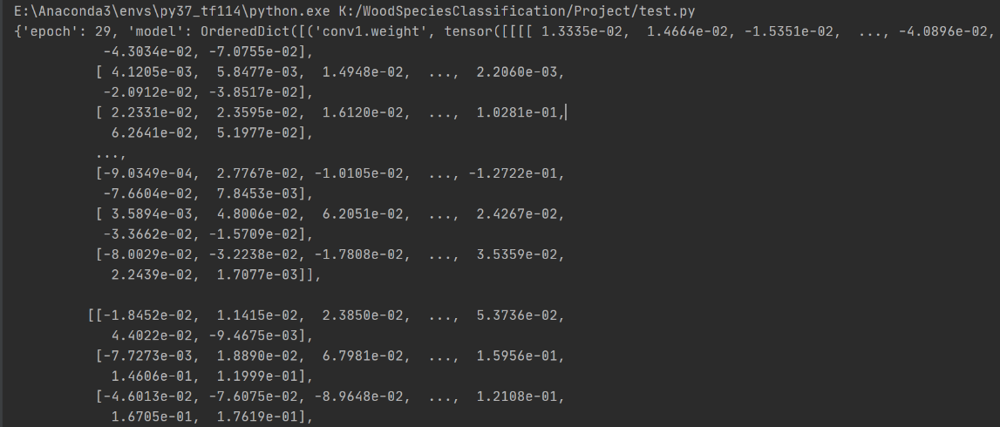 E:\Anaconda3\envs\py37_tf114\python.exe K:/WoodSpeciesClassification/Project/test.py
{'epoch': 29, 'model': OrderedDict([('conv1.weight', tensor([[[[ 1.3335e-02,  1.4664e-02, -1.5351e-02,  ..., -4.0896e-02,
           -4.3034e-02, -7.0755e-02],
          [ 4.1205e-03,  5.8477e-03,  1.4948e-02,  ...,  2.2060e-03,
           -2.0912e-02, -3.8517e-02],
          [ 2.2331e-02,  2.3595e-02,  1.6120e-02,  ...,  1.0281e-01,
            6.2641e-02,  5.1977e-02],
          ...,
          [-9.0349e-04,  2.7767e-02, -1.0105e-02,  ..., -1.2722e-01,
           -7.6604e-02,  7.8453e-03],
          [ 3.5894e-03,  4.8006e-02,  6.2051e-02,  ...,  2.4267e-02,
           -3.3662e-02, -1.5709e-02],
          [-8.0029e-02, -3.2238e-02, -1.7808e-02,  ...,  3.5359e-02,
            2.2439e-02,  1.7077e-03]],
         [[-1.8452e-02,  1.1415e-02,  2.3850e-02,  ...,  5.3736e-02,
            4.4022e-02, -9.4675e-03],
          [-7.7273e-03,  1.8890e-02,  6.7981e-02,  ...,  1.5956e-01,
            1.4606e-01,  1.1999e-01],
          [-4.6013e-02, -7.6075e-02, -8.9648e-02,  ...,  1.2108e-01,
            1.6705e-01,  1.7619e-01],